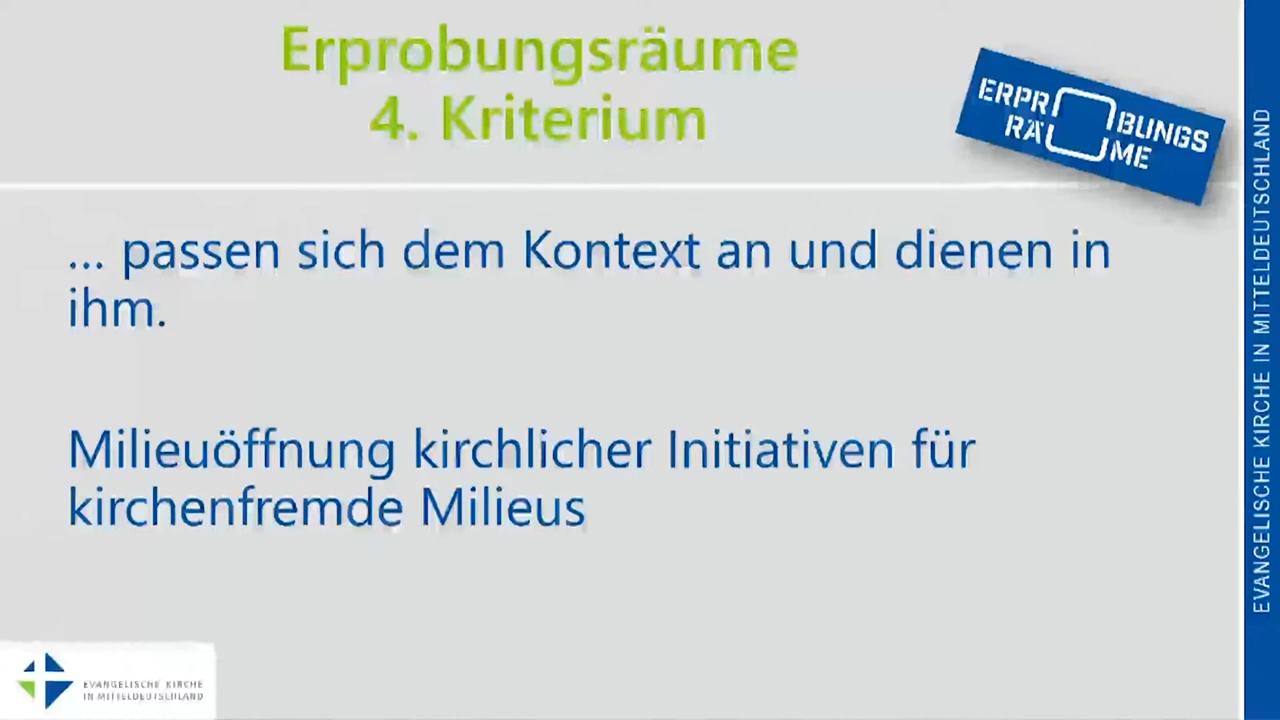 Erprobungsräume
4. Kriterium
ERPR BUNGS
RÄ ME
... passen sich dem Kontext an und dienen in
ihm.
Milieuöffnung kirchlicher Initiativen für
kirchenfremde Milieus
EVANGELISCHE KIRCHE
IN MITTELDEUTSCHLAND
EVANGELISCHE KIRCHE IN MITTELDEUTSCHLAND